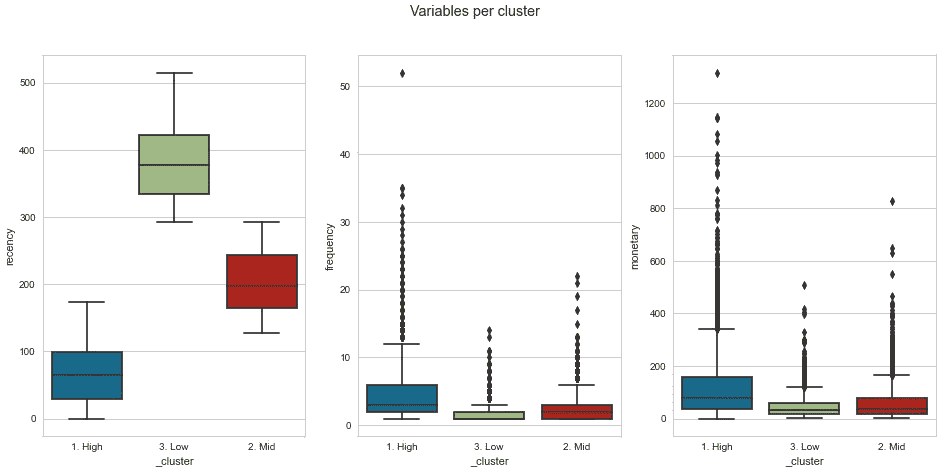 Variables per cluster
recency
500
400
300
200
100
0
1. High
3. Low
2. Mid
_cluster
frequency
50
40
30
20
10
0
1. High
3. Low
2. Mid
_cluster
monetary
1200
1000
800
600
400
200
0
1. High
3. Low
2. Mid
_cluster